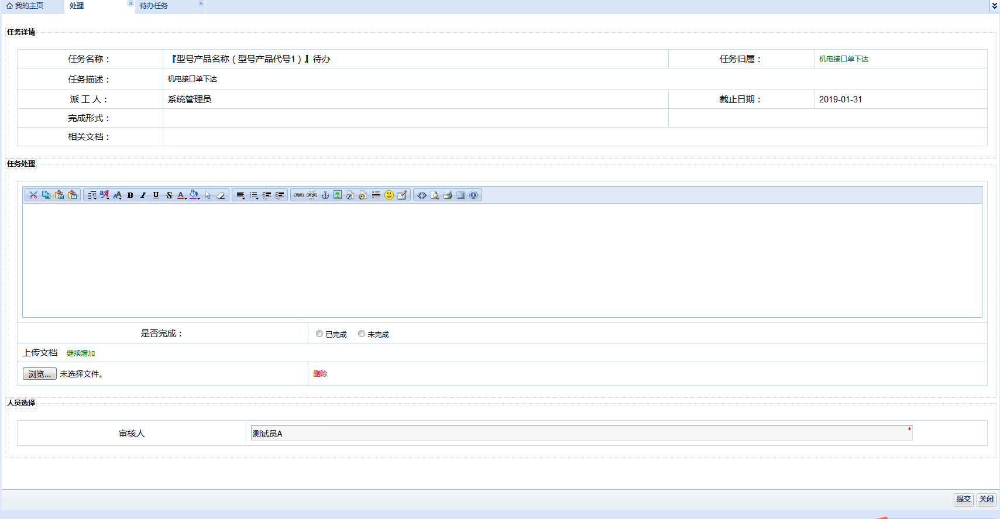 我的主页 处理 待办任务
任务详情
任务名称： 『型号产品名称（型号产品代号1）』待办 任务归属： 机电接口单下达
任务描述： 机电接口单下达
派 工 人： 系统管理员 截止日期： 2019-01-31
完成形式：
相关文档：
任务处理
是否完成： 已完成 未完成
上传文档 继续增加
浏览... 未选择文件。 删除
人员选择
审核人 测试员A *
提交 关闭